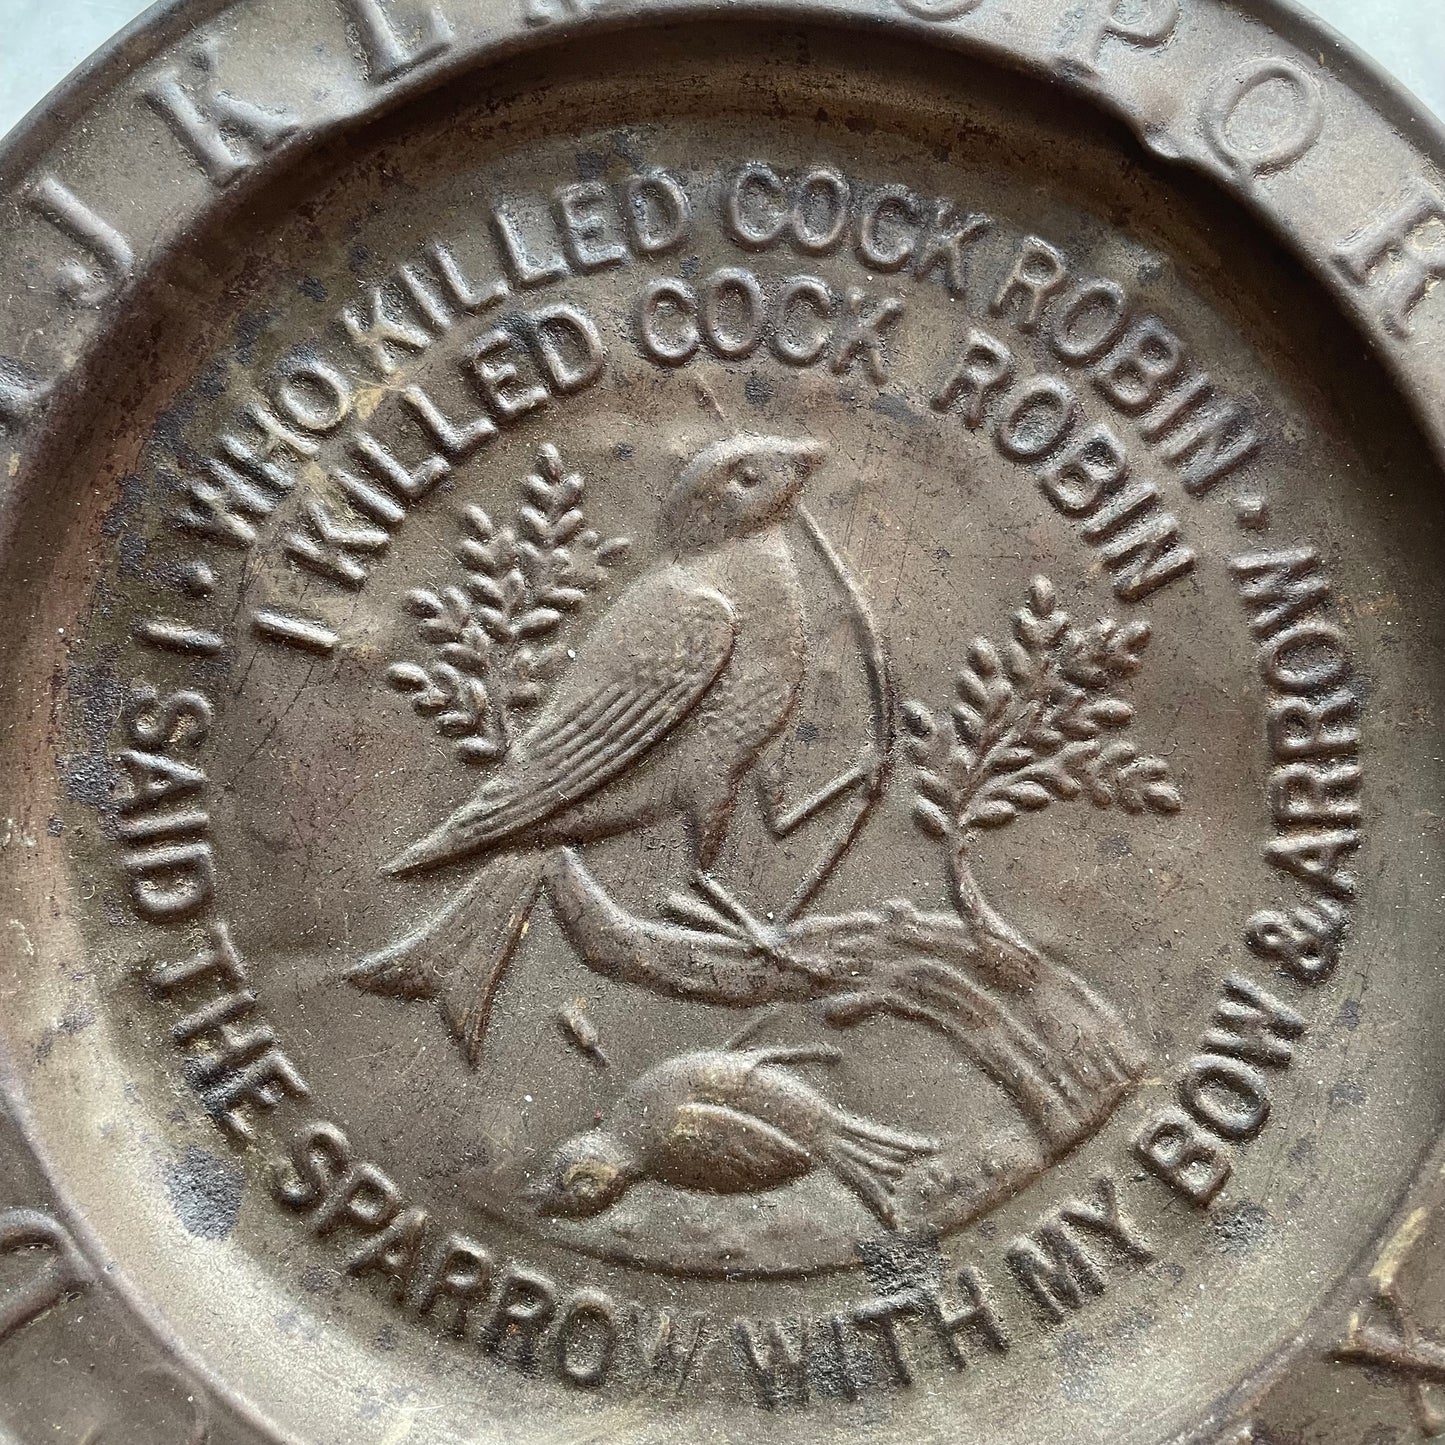 J K L O P Q R
WHO KILLED COCK ROBIN · I SAID THE SPARROW WITH MY BOW & ARROW ·
I KILLED COCK ROBIN